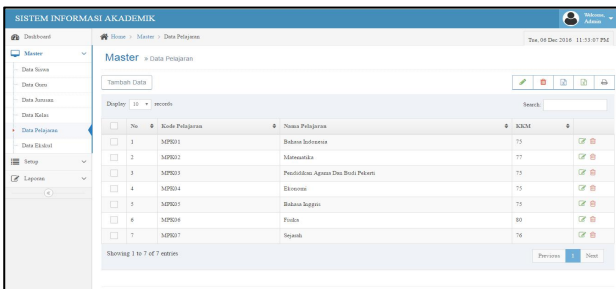 SISTEM INFORMASI AKADEMIK
Welcome, Admin
Dashboard
Master
Data Siswa
Data Guru
Data Jurusan
Data Kelas
Data Pelajaran
Data Ekskul
Setup
Laporan
Home > Master > Data Pelajaran
Tue, 06 Dec 2016 11:53:07 PM
Master » Data Pelajaran
Tambah Data
Display 10 records
Search:
No Kode Pelajaran Nama Pelajaran KKM
1 MPK01 Bahasa Indonesia 75
2 MPK02 Matematika 77
3 MPK03 Pendidikan Agama Dan Budi Pekerti 75
4 MPK04 Ekonomi 75
5 MPK05 Bahasa Inggris 75
6 MPK06 Fisika 80
7 MPK07 Sejarah 76
Showing 1 to 7 of 7 entries
Previous 1 Next